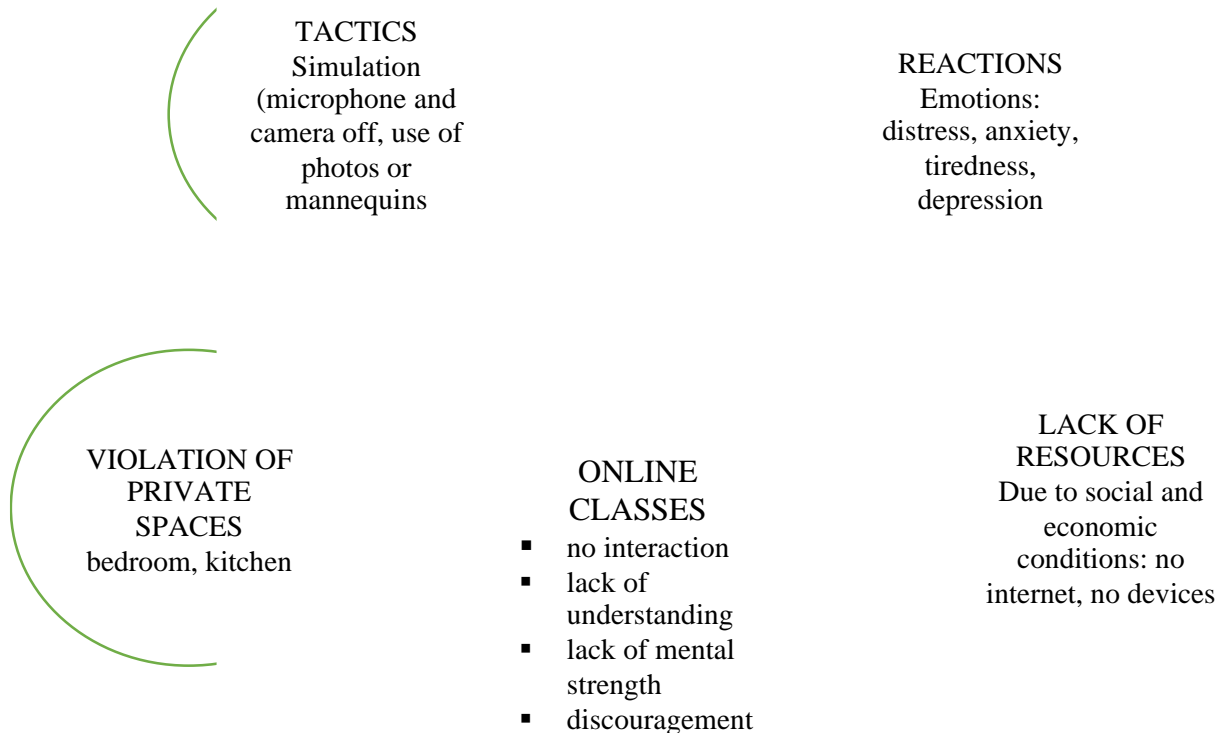 TACTICS
Simulation
(microphone and
camera off, use of
photos or
mannequins
REACTIONS
Emotions:
distress, anxiety,
tiredness,
depression
VIOLATION OF
PRIVATE
SPACES
bedroom, kitchen
ONLINE
CLASSES
▪ no interaction
▪ lack of
understanding
▪ lack of mental
strength
▪ discouragement
LACK OF
RESOURCES
Due to social and
economic
conditions: no
internet, no devices